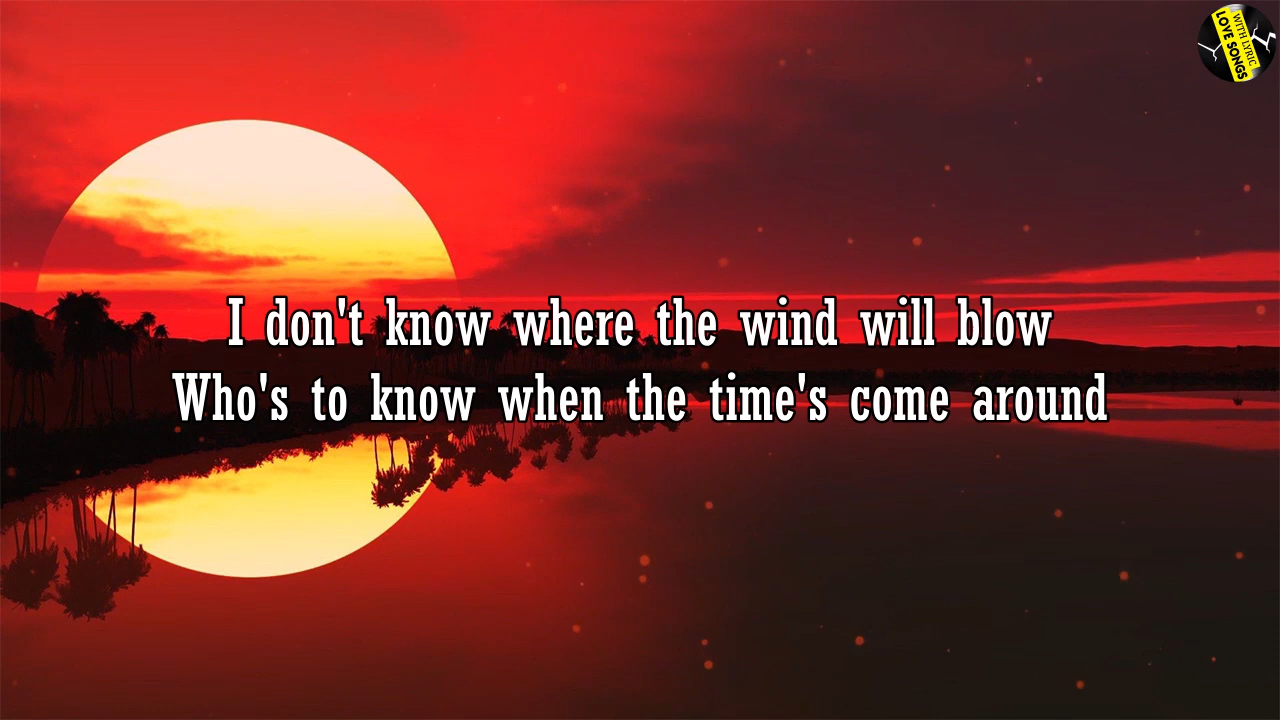 WITH LYRIC
LOVE SONGS
I don't know where the wind will blow
Who's to know when the time's come around